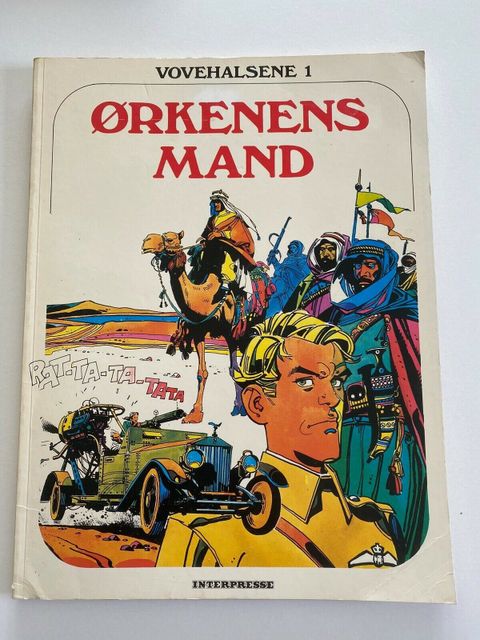 VOVEHALSENE 1
ØRKENENS
MAND
RAT-TA-TA-TATA
INTERPRESSE